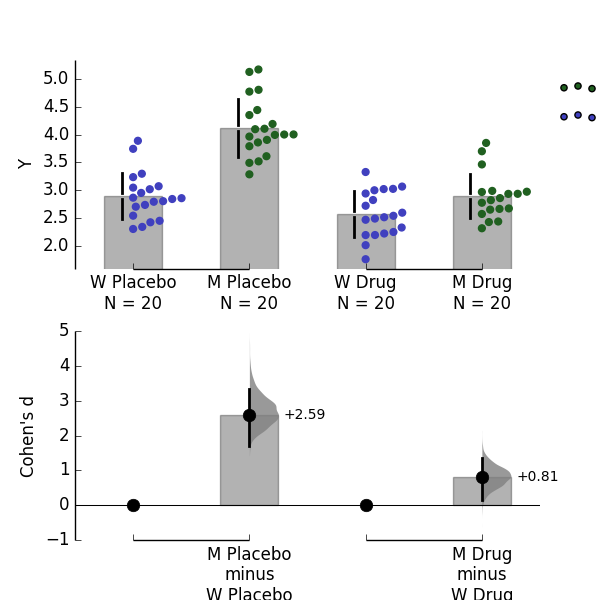 5.0
4.5
4.0
3.5
3.0
2.5
2.0
Y
W Placebo
N = 20
M Placebo
N = 20
W Drug
N = 20
M Drug
N = 20
5
4
3
2
1
0
−1
Cohen's d
+2.59
+0.81
M Placebo
minus
W Placebo
M Drug
minus
W Drug